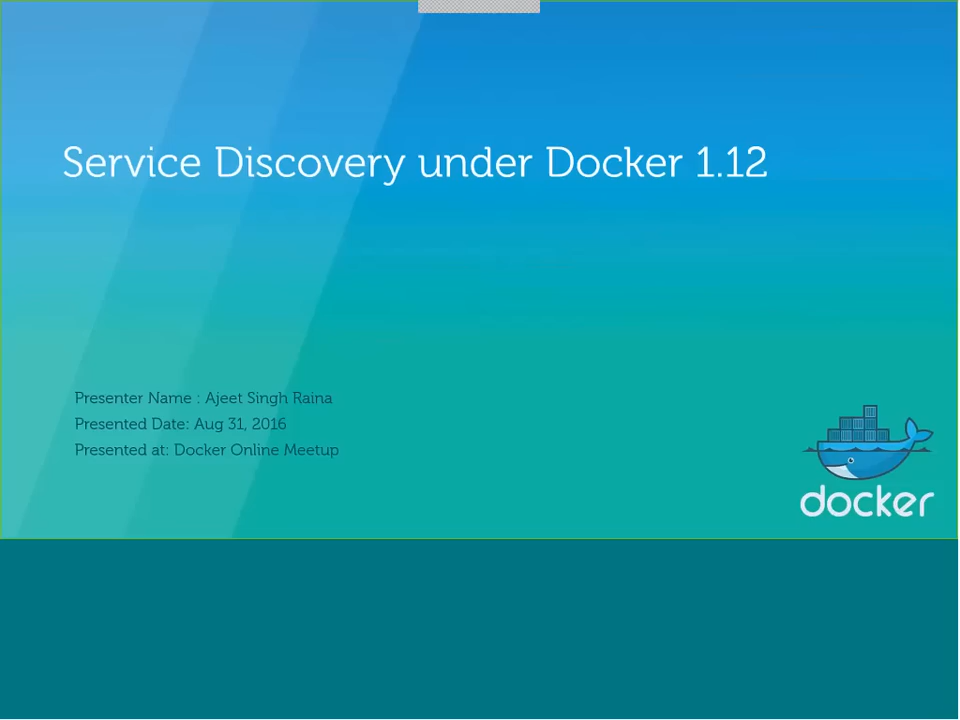 Service Discovery under Docker 1.12
Presenter Name : Ajeet Singh Raina
Presented Date: Aug 31, 2016
Presented at: Docker Online Meetup
docker